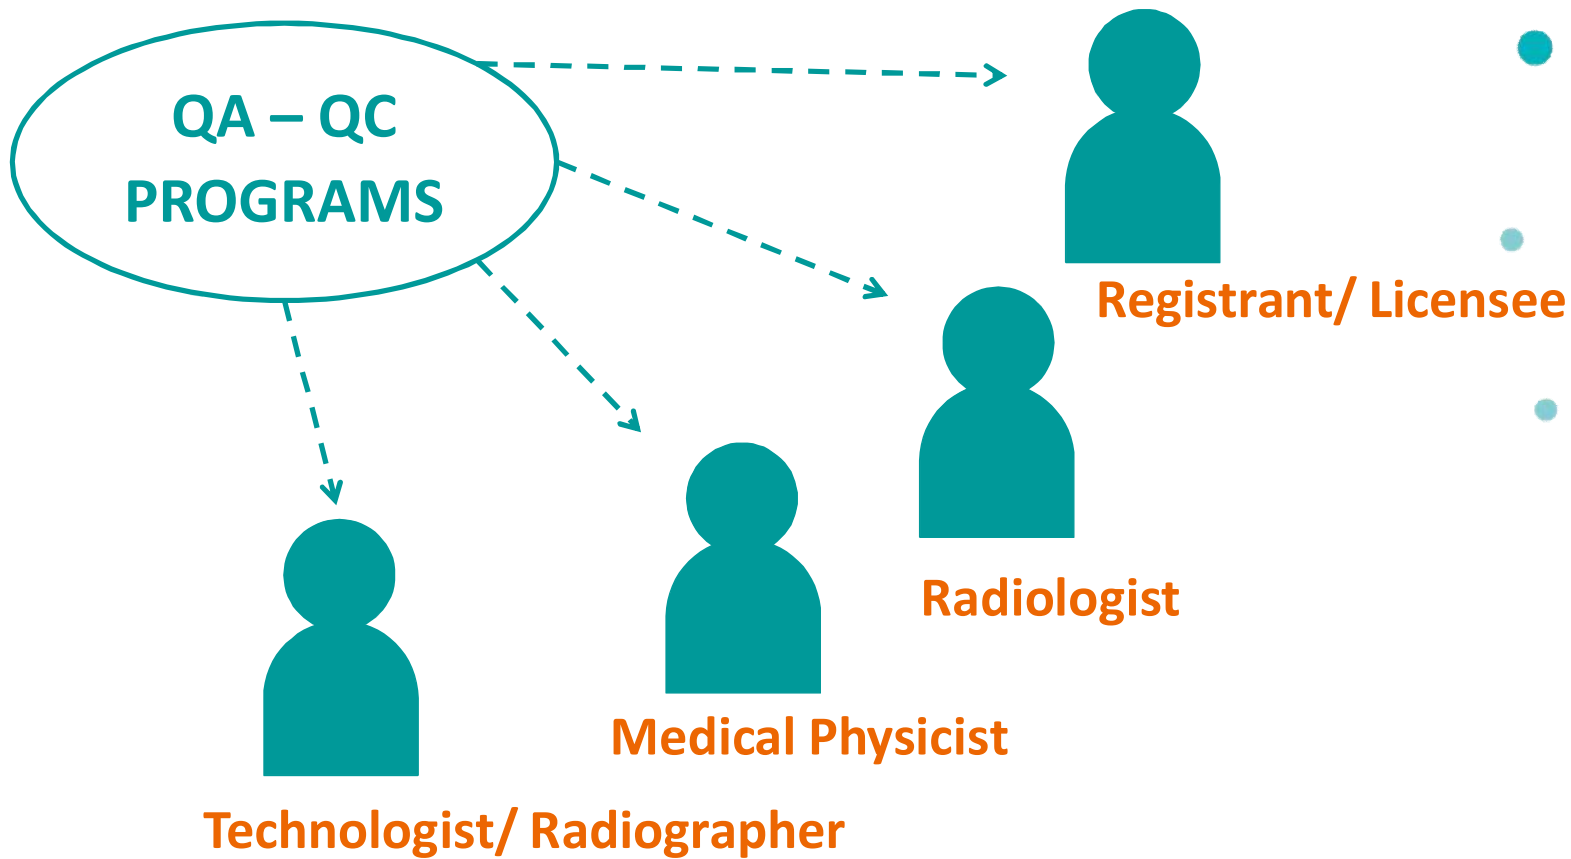 QA – QC
PROGRAMS
Registrant/ Licensee
Radiologist
Medical Physicist
Technologist/ Radiographer